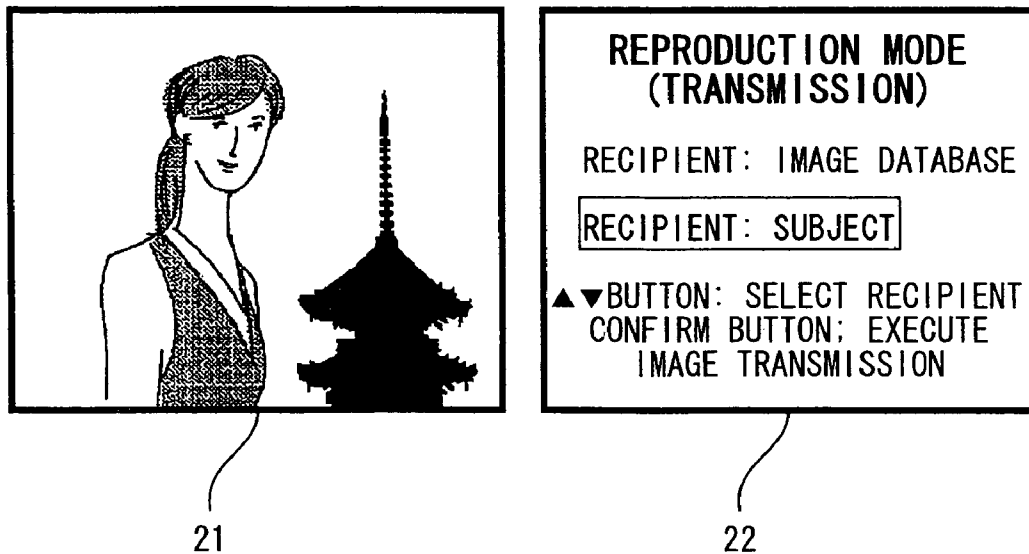 REPRODUCTION MODE
(TRANSMISSION)
RECIPIENT: IMAGE DATABASE
RECIPIENT: SUBJECT
▲▼BUTTON: SELECT RECIPIENT
CONFIRM BUTTON; EXECUTE
IMAGE TRANSMISSION
21
22